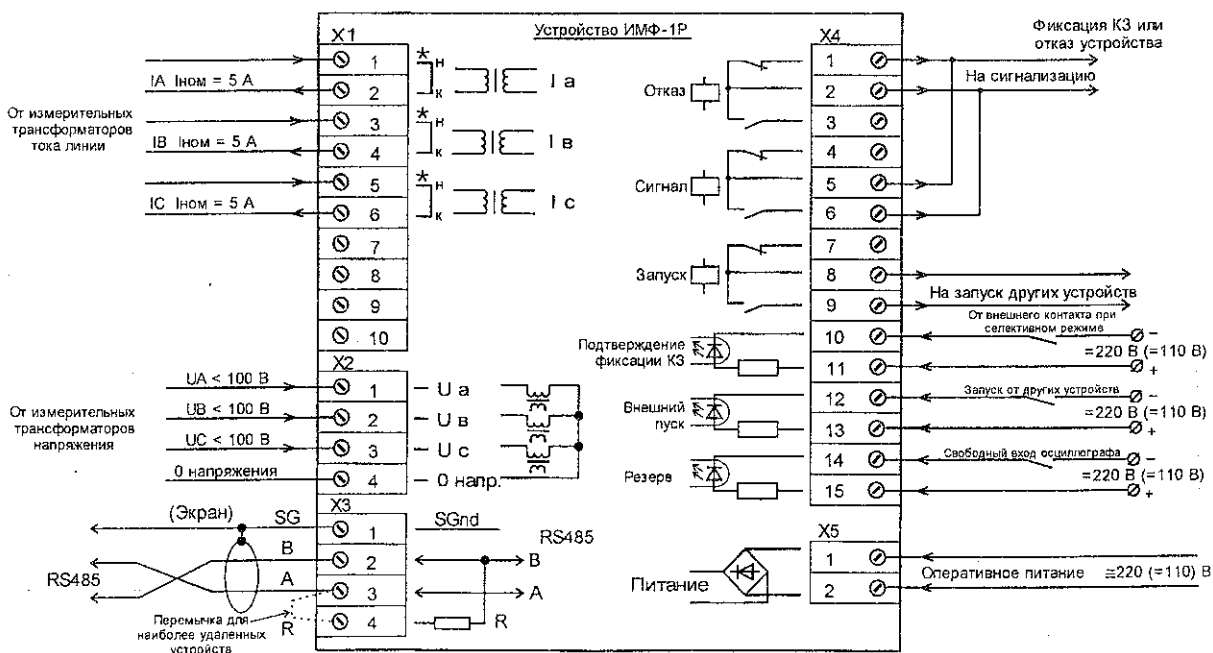 Устройство ИМФ-1Р
X1
1
2
3
4
5
6
7
8
9
10
От измерительных
трансформаторов
тока линии
IA Iном = 5 А
IB Iном = 5 А
IC Iном = 5 А
* н
к
I а
* н
к
I в
* н
к
I с
X2
1
2
3
4
От измерительных
трансформаторов
напряжения
UA < 100 В
UB < 100 В
UC < 100 В
0 напряжения
– U а
– U в
– U с
– 0 напр.
X3
1
2
3
4
(Экран)
SG
B
A
R
RS485
Перемычка для
наиболее удаленных
устройств
SGnd
RS485
B
A
R
X4
1
2
3
4
5
6
7
8
9
10
11
12
13
14
15
Отказ
Сигнал
Запуск
Подтверждение
фиксации КЗ
Внешний
пуск
Резерв
Фиксация КЗ или
отказ устройства
На сигнализацию
На запуск других устройств
От внешнего контакта при
селективном режиме
–
=220 В (=110 В)
+
Запуск от других устройств
–
=220 В (=110 В)
+
Свободный вход осциллографа
–
=220 В (=110 В)
+
X5
1
2
Питание
Оперативное питание ≅220 (=110) В